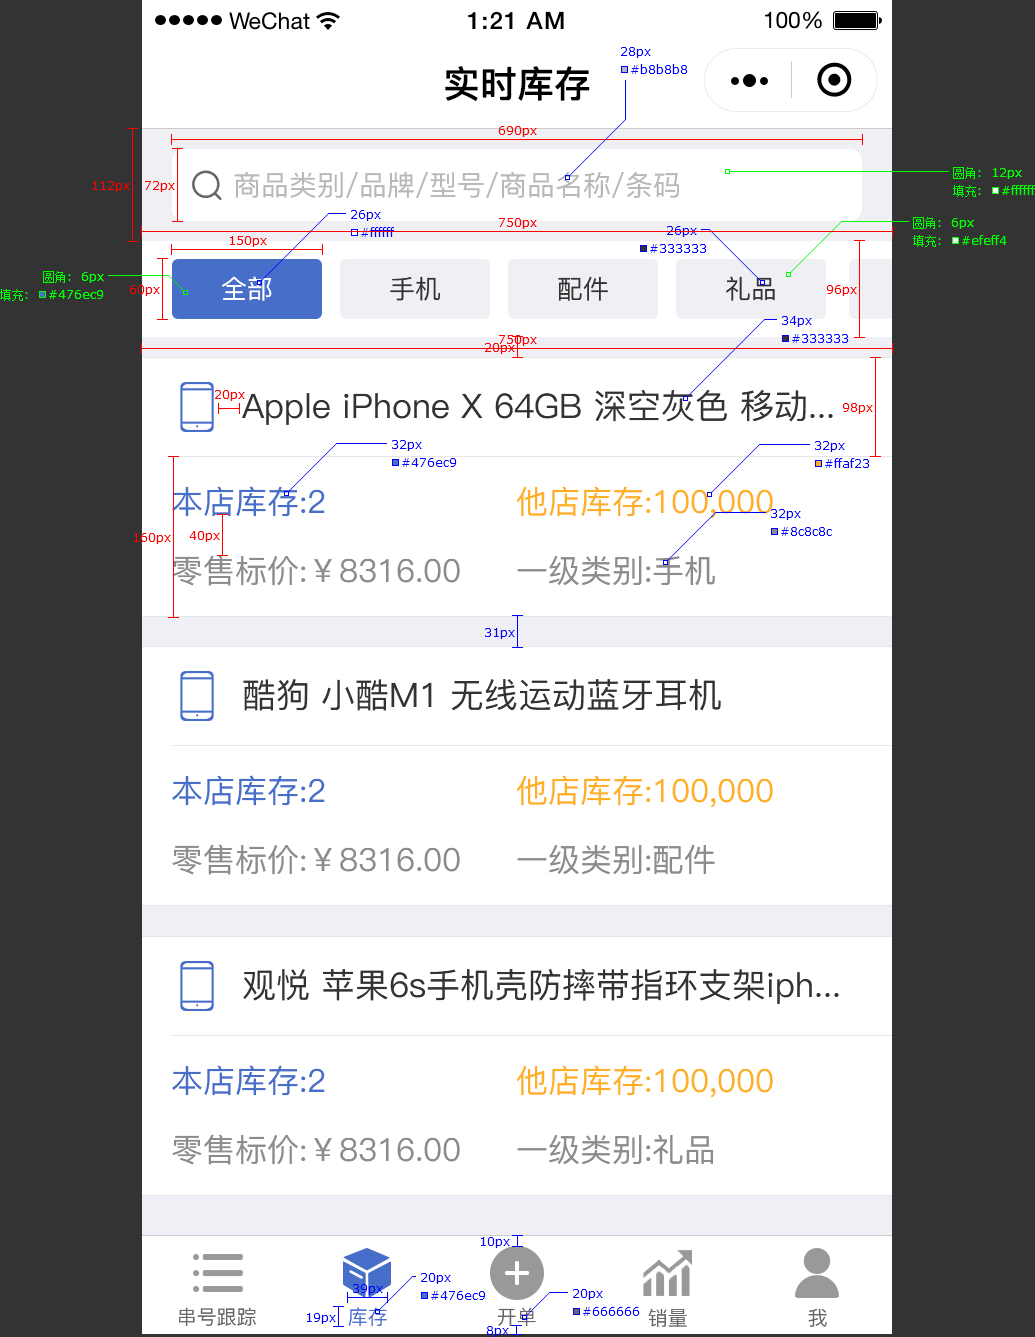 WeChat 1:21 AM 100%
实时库存
28px
#b8b8b8
690px
112px
72px
商品类别/品牌/型号/商品名称/条码
圆角: 12px
填充: #ffffff
26px
#ffffff
750px
26px
#333333
圆角: 6px
填充: #efeff4
150px
圆角: 6px
填充: #476ec9
60px
全部
手机
配件
礼品
96px
34px
#333333
750px
20px
20px
Apple iPhone X 64GB 深空灰色 移动...
98px
32px
#476ec9
32px
#ffaf23
本店库存:2
他店库存:100,000
32px
#8c8c8c
160px
40px
零售标价:￥8316.00
一级类别:手机
31px
酷狗 小酷M1 无线运动蓝牙耳机
本店库存:2
他店库存:100,000
零售标价:￥8316.00
一级类别:配件
观悦 苹果6s手机壳防摔带指环支架iph...
本店库存:2
他店库存:100,000
零售标价:￥8316.00
一级类别:礼品
10px
39px
20px
#476ec9
20px
#666666
19px
8px
串号跟踪
库存
开单
销量
我